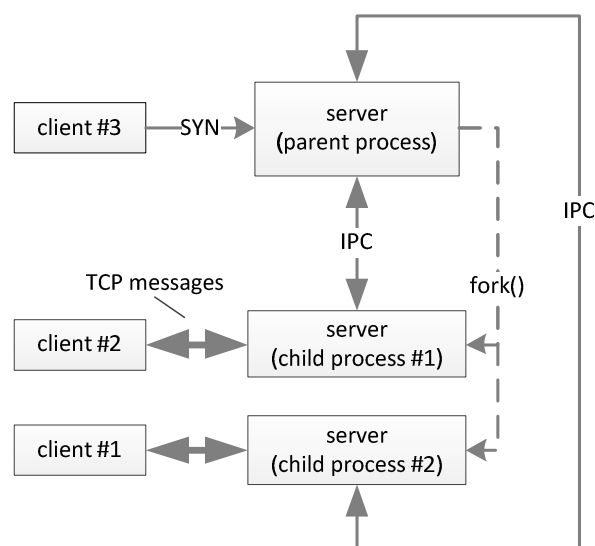 server
(parent process)
client #3
SYN
IPC
IPC
fork()
TCP messages
client #2
server
(child process #1)
client #1
server
(child process #2)